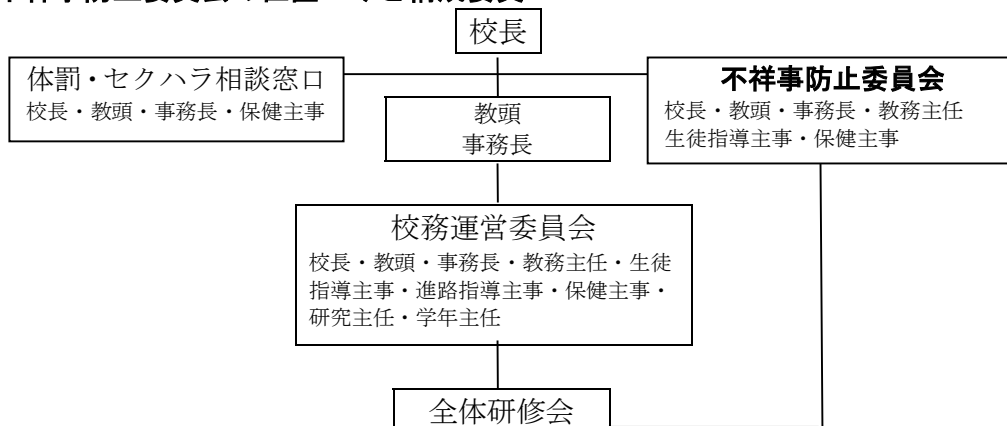 校長
体罰・セクハラ相談窓口
校長・教頭・事務長・保健主事
不祥事防止委員会
校長・教頭・事務長・教務主任
生徒指導主事・保健主事
教頭
事務長
校務運営委員会
校長・教頭・事務長・教務主任・生徒
指導主事・進路指導主事・保健主事・
研究主任・学年主任
全体研修会